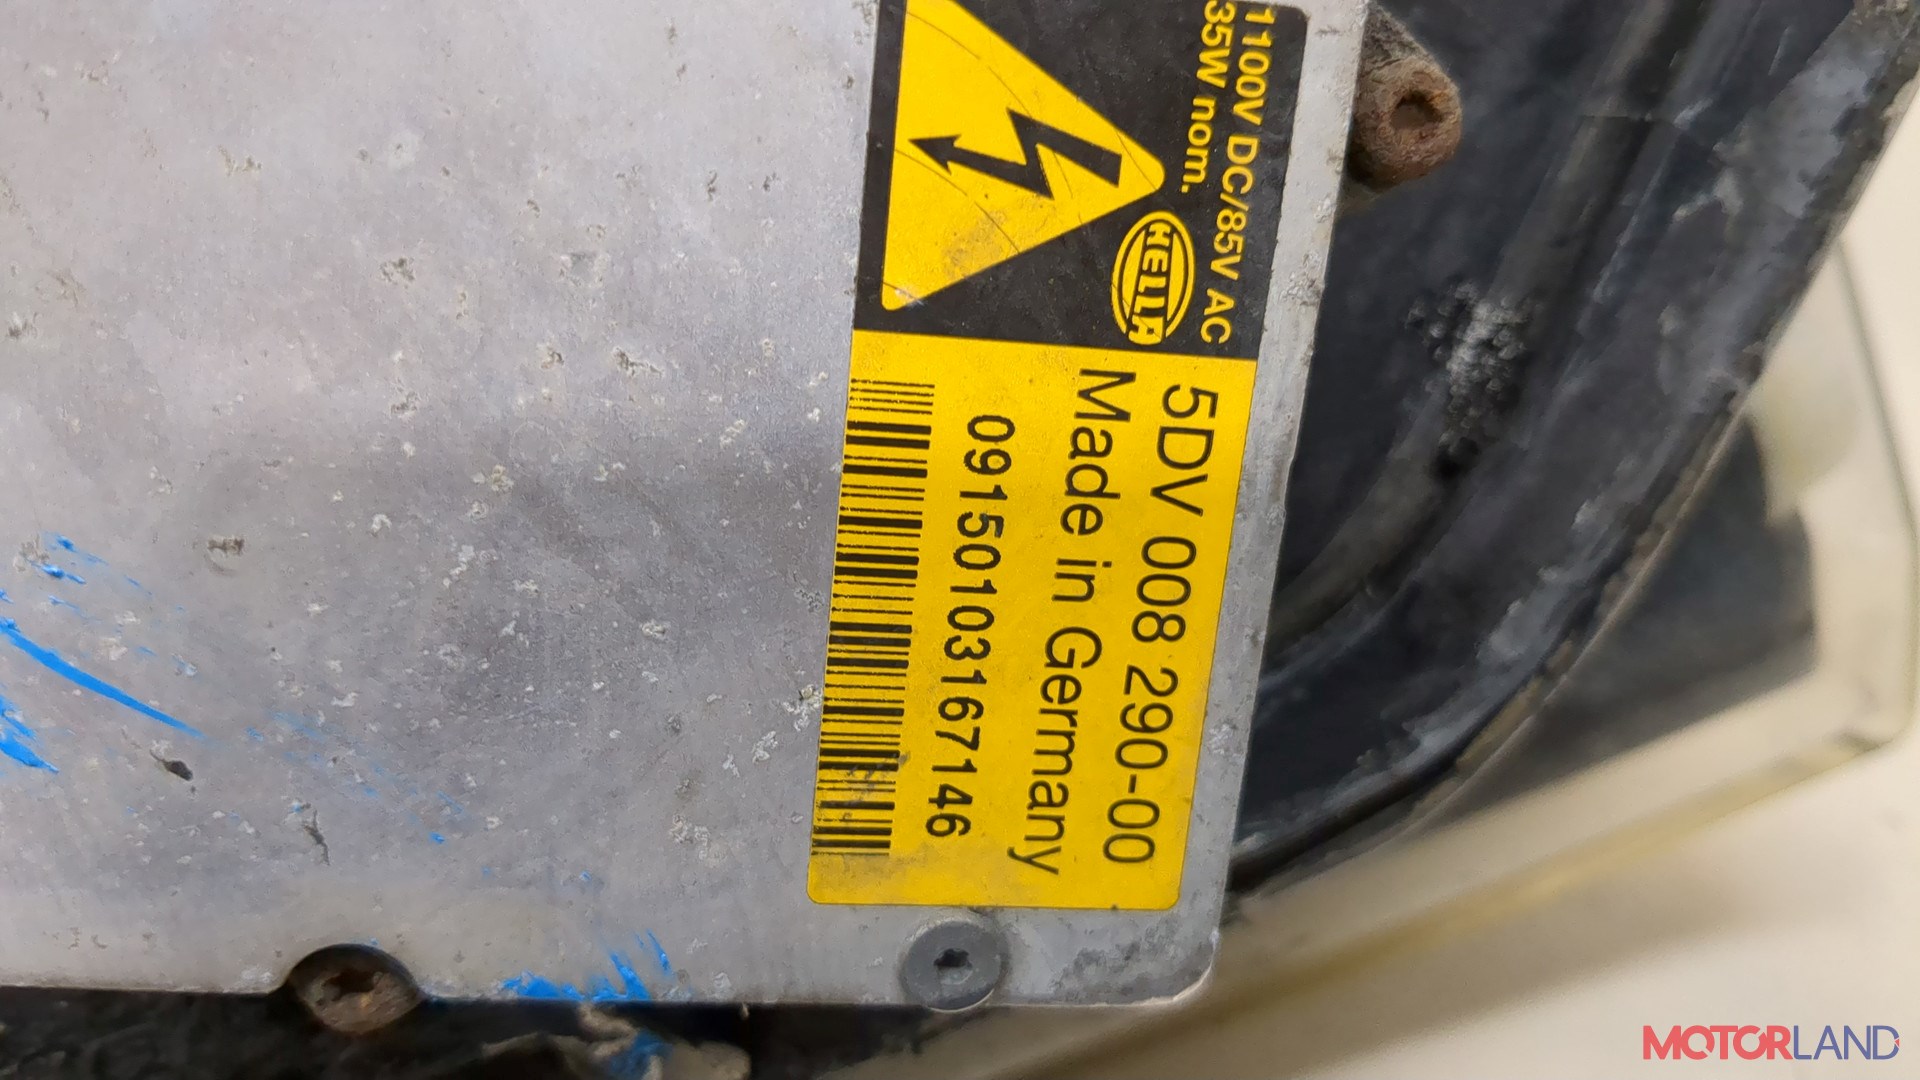 1100V DC/85V AC
35W nom.
HELLA
5DV 008 290-00
Made in Germany
09150103167146
MOTORLAND